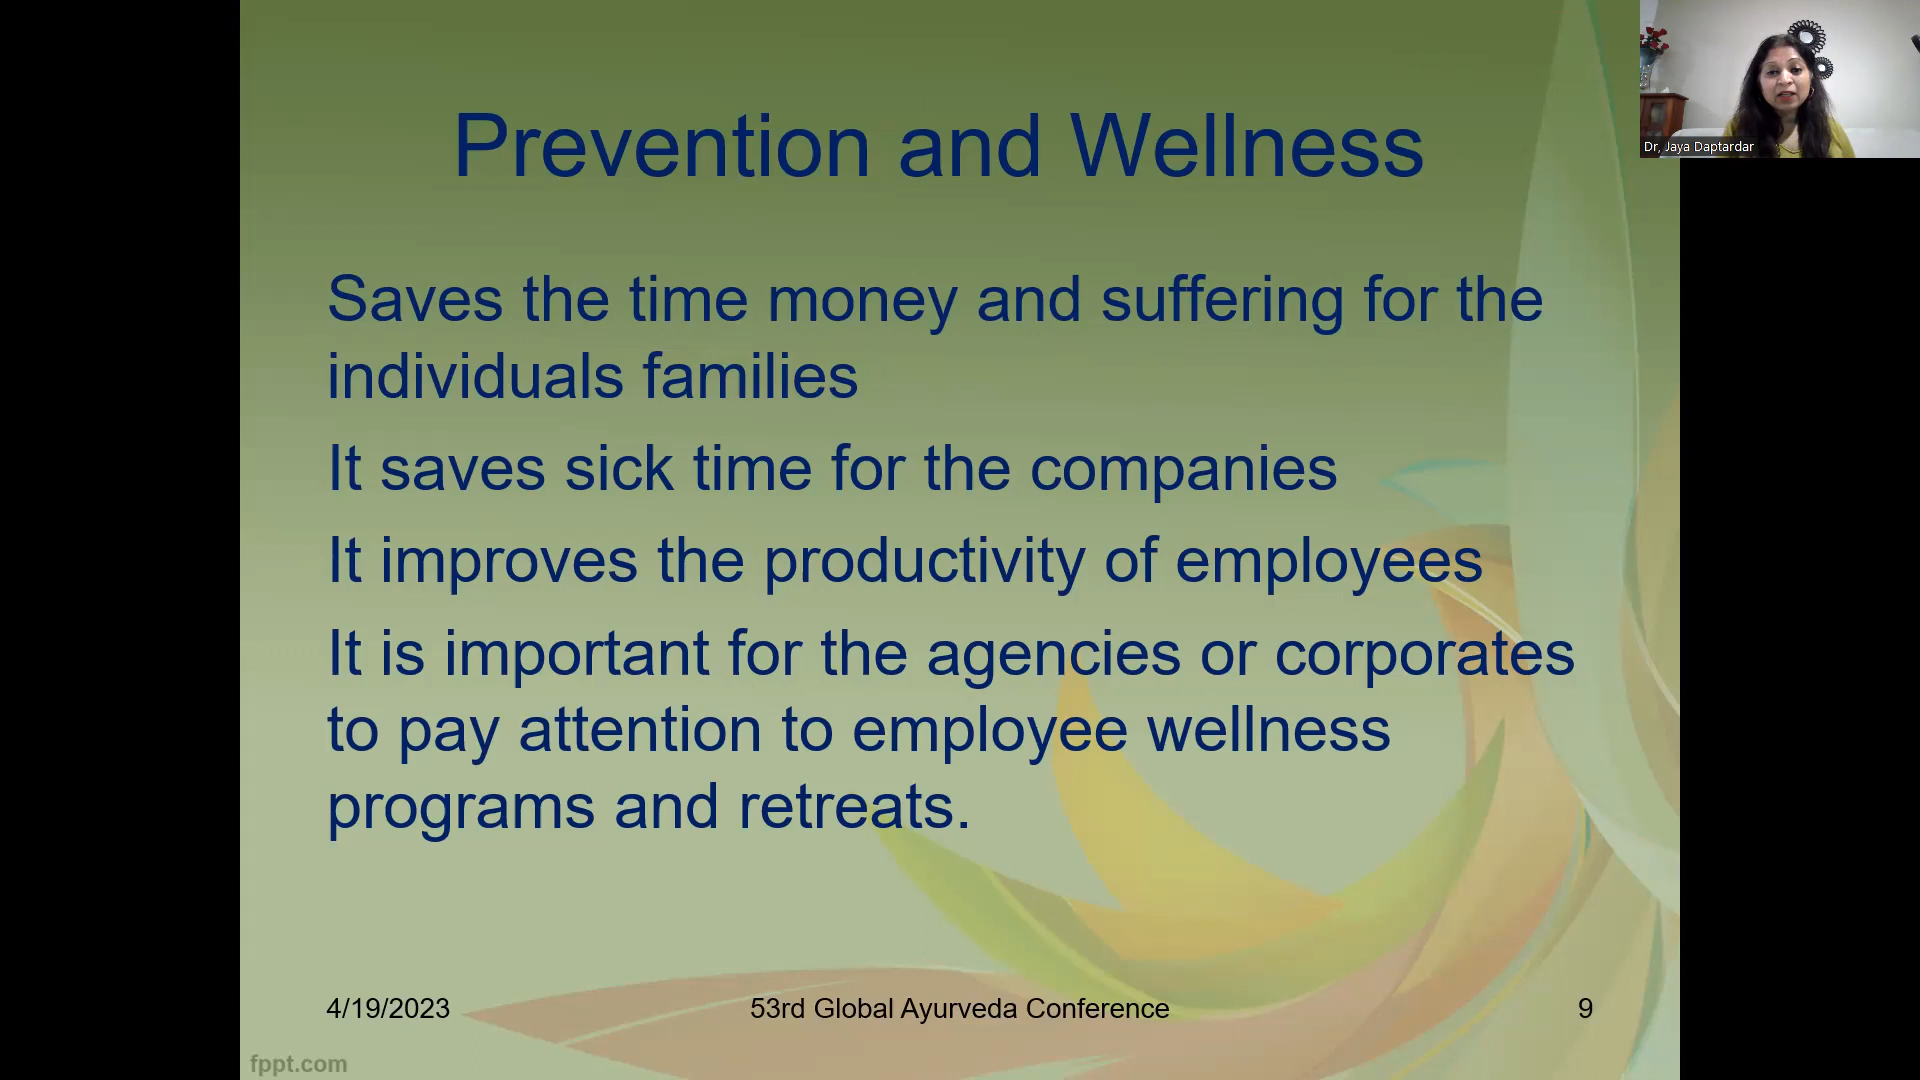 Prevention and Wellness
Dr, Jaya Daptardar
Saves the time money and suffering for the
individuals families
It saves sick time for the companies
It improves the productivity of employees
It is important for the agencies or corporates
to pay attention to employee wellness
programs and retreats.
4/19/2023
53rd Global Ayurveda Conference
9
fppt.com